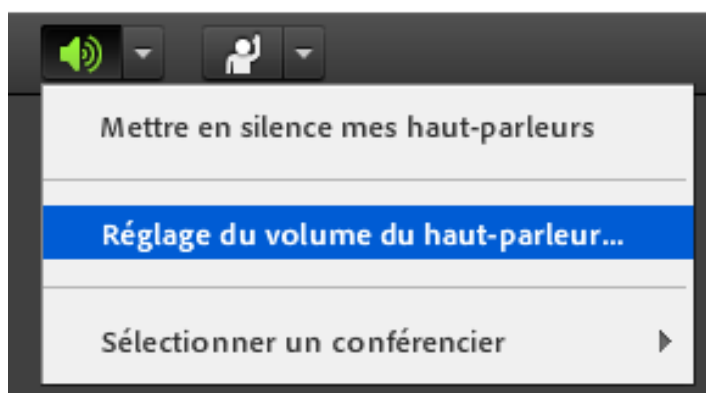 Mettre en silence mes haut-parleurs
Réglage du volume du haut-parleur...
Sélectionner un conférencier